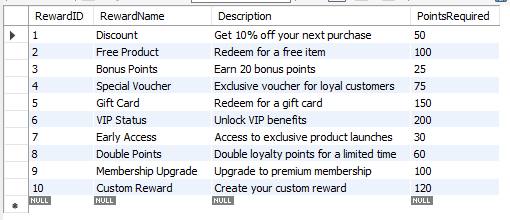 RewardID RewardName Description PointsRequired
1 Discount Get 10% off your next purchase 50
2 Free Product Redeem for a free item 100
3 Bonus Points Earn 20 bonus points 25
4 Special Voucher Exclusive voucher for loyal customers 75
5 Gift Card Redeem for a gift card 150
6 VIP Status Unlock VIP benefits 200
7 Early Access Access to exclusive product launches 30
8 Double Points Double loyalty points for a limited time 60
9 Membership Upgrade Upgrade to premium membership 100
10 Custom Reward Create your custom reward 120
NULL NULL NULL NULL